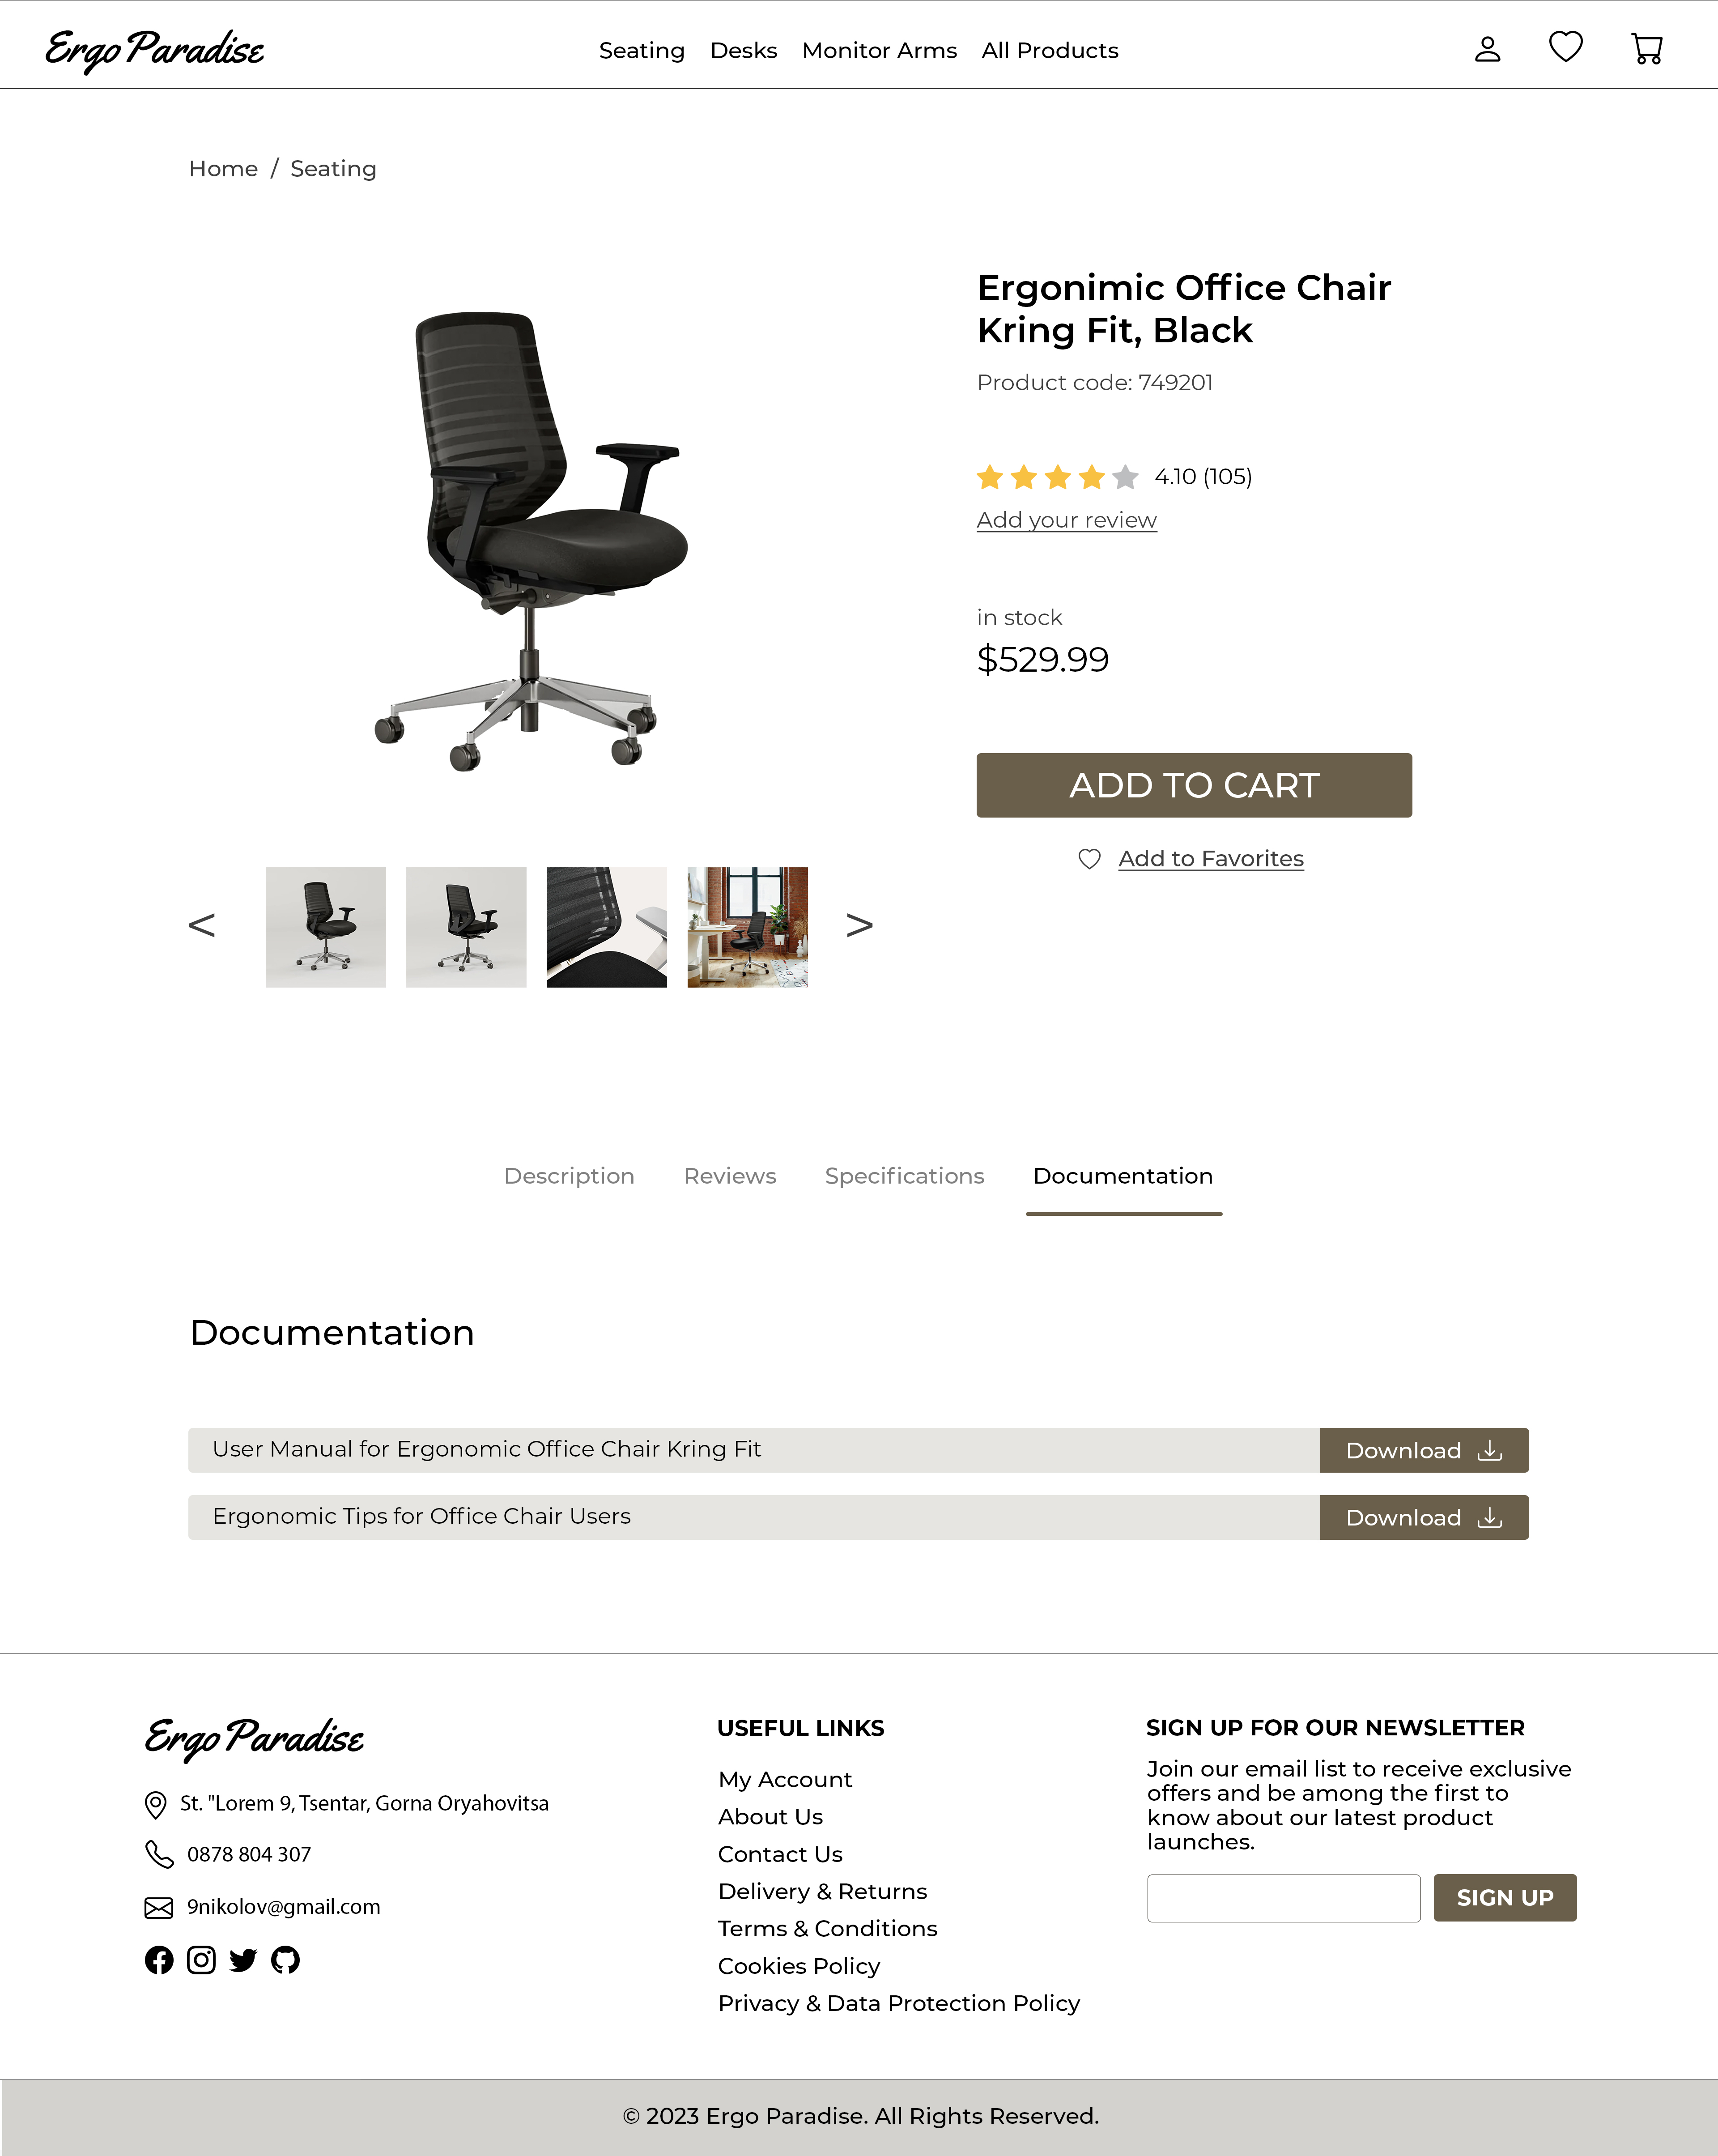 Ergo Paradise
Seating Desks Monitor Arms All Products
Home / Seating
Ergonimic Office Chair
Kring Fit, Black
Product code: 749201
4.10 (105)
Add your review
in stock
$529.99
ADD TO CART
Add to Favorites
< >
Description Reviews Specifications Documentation
Documentation
User Manual for Ergonomic Office Chair Kring Fit Download
Ergonomic Tips for Office Chair Users Download
Ergo Paradise
St. "Lorem 9, Tsentar, Gorna Oryahovitsa
0878 804 307
9nikolov@gmail.com
USEFUL LINKS
My Account
About Us
Contact Us
Delivery & Returns
Terms & Conditions
Cookies Policy
Privacy & Data Protection Policy
SIGN UP FOR OUR NEWSLETTER
Join our email list to receive exclusive
offers and be among the first to
know about our latest product
launches.
SIGN UP
© 2023 Ergo Paradise. All Rights Reserved.